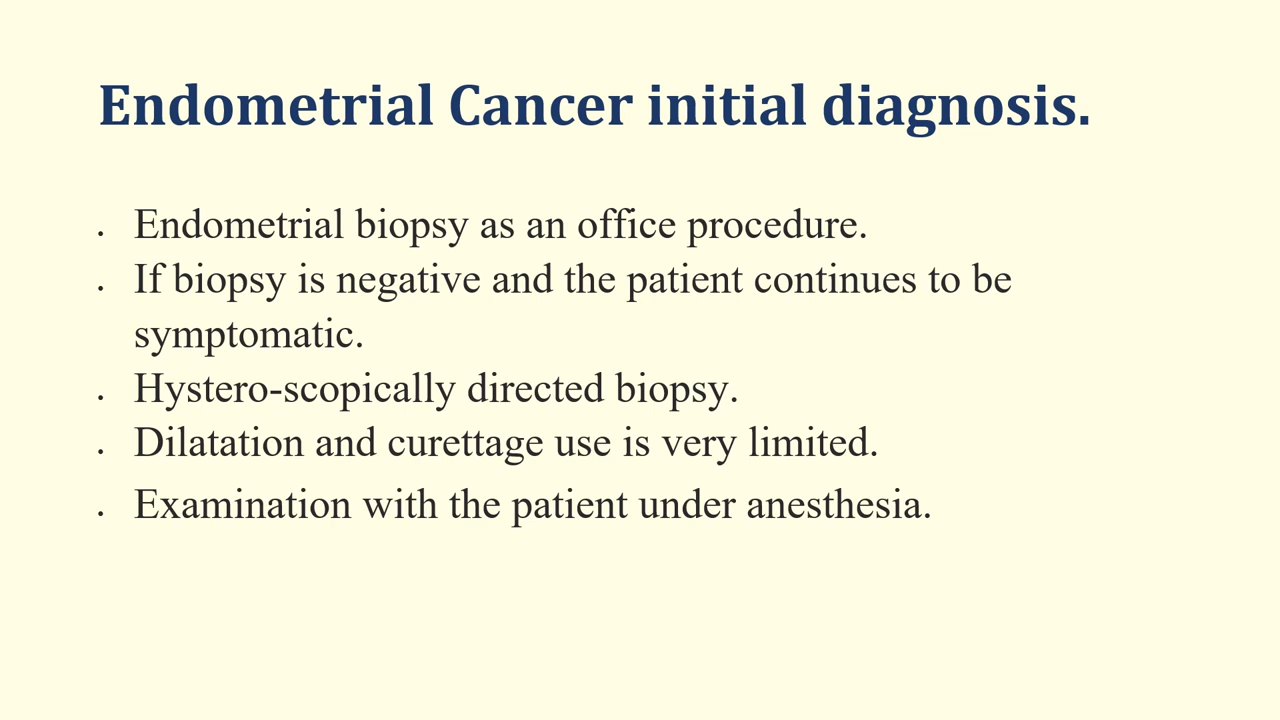 Endometrial Cancer initial diagnosis.
. Endometrial biopsy as an office procedure.
. If biopsy is negative and the patient continues to be
symptomatic.
. Hystero-scopically directed biopsy.
. Dilatation and curettage use is very limited.
. Examination with the patient under anesthesia.